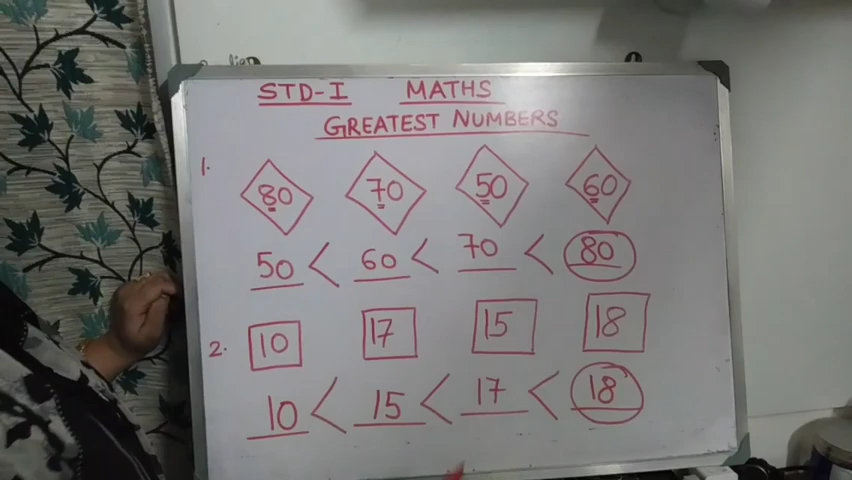 STD-I MATHS
GREATEST NUMBERS
1. 80 70 50 60
50 < 60 < 70 < 80
2. 10 17 15 18
10 < 15 < 17 < 18